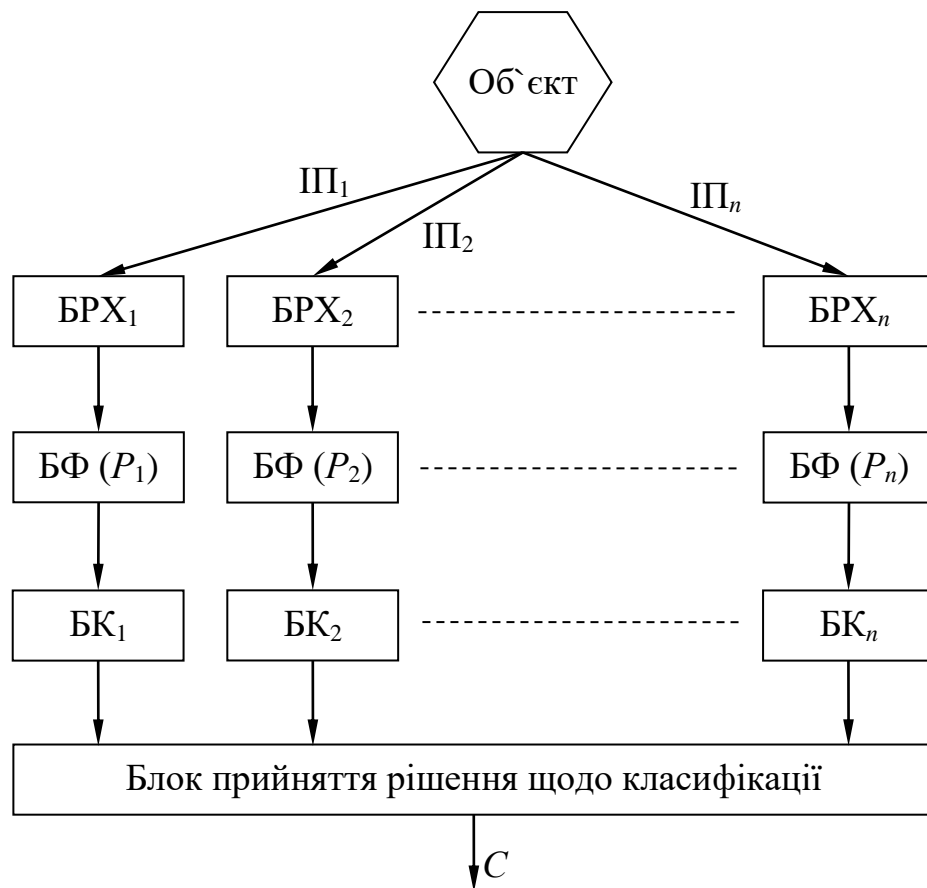 Об`єкт
ІП₁
ІП₂
ІПₙ
БРХ₁
БРХ₂
БРХₙ
БФ (P₁)
БФ (P₂)
БФ (Pₙ)
БК₁
БК₂
БКₙ
Блок прийняття рішення щодо класифікації
C